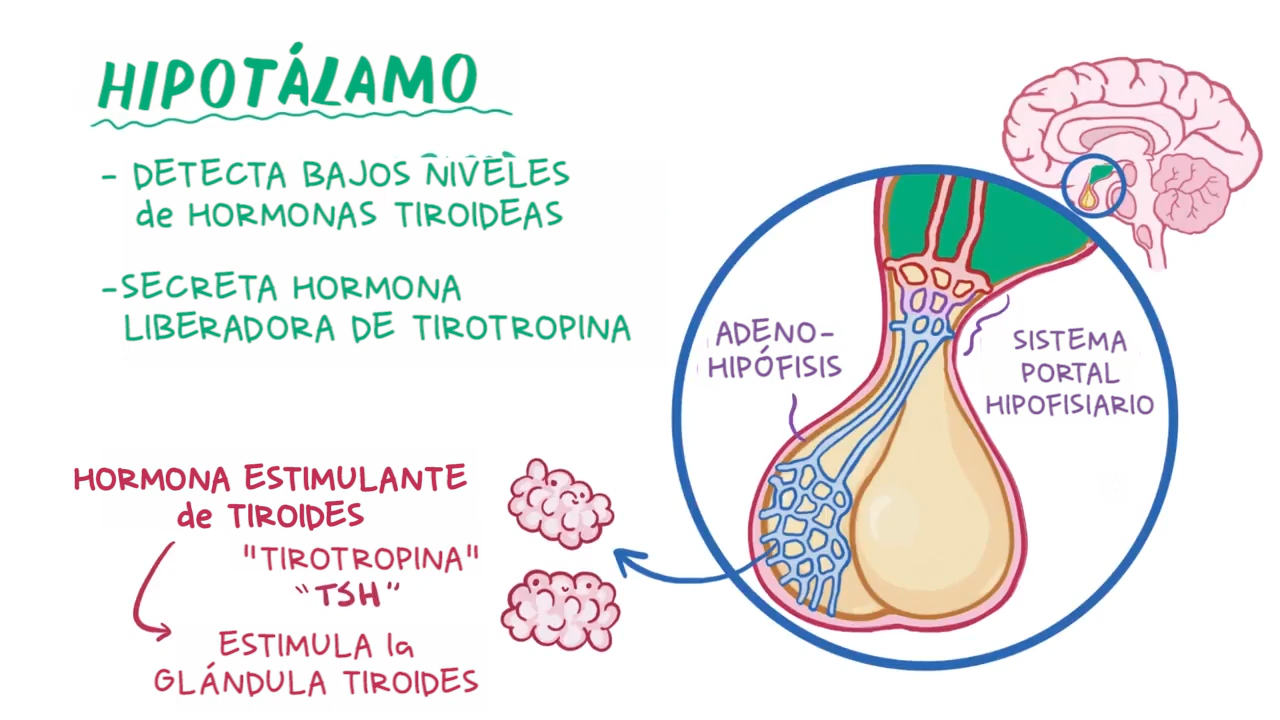 HIPOTÁLAMO
- DETECTA BAJOS NIVELES
de HORMONAS TIROIDEAS
-SECRETA HORMONA
LIBERADORA DE TIROTROPINA
ADENO-
HIPÓFISIS
SISTEMA
PORTAL
HIPOFISIARIO
HORMONA ESTIMULANTE
de TIROIDES
"TIROTROPINA"
"TSH"
ESTIMULA la
GLÁNDULA TIROIDES